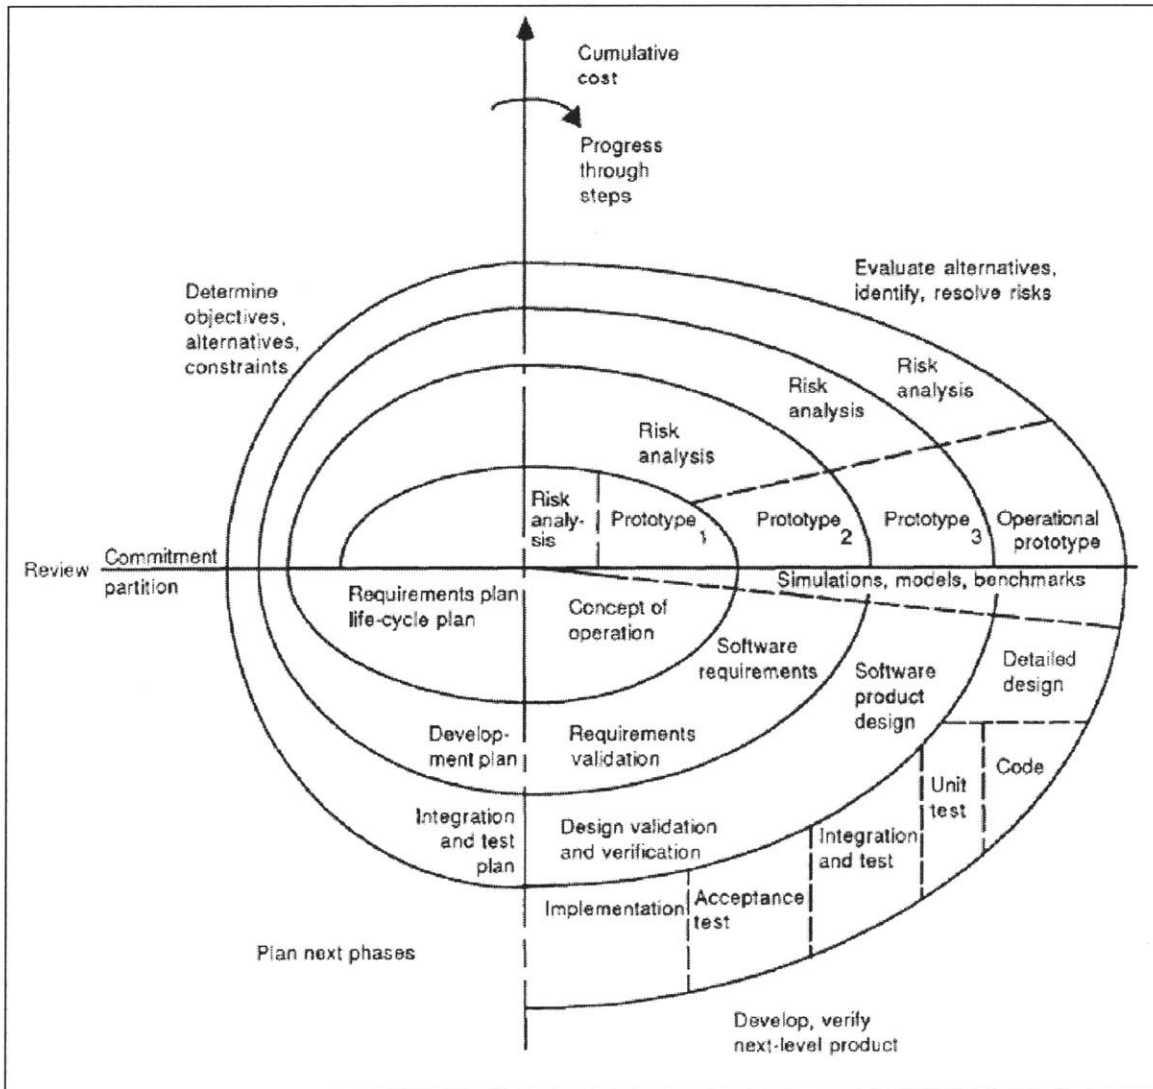 Cumulative
cost
Progress
through
steps
Determine
objectives,
alternatives,
constraints
Evaluate alternatives,
identify, resolve risks
Risk
analysis
Risk
analysis
Risk
analysis
Risk
analy-
sis
Prototype
1
Prototype
2
Prototype
3
Operational
prototype
Review
Commitment
partition
Simulations, models, benchmarks
Requirements plan
life-cycle plan
Concept of
operation
Software
requirements
Software
product
design
Detailed
design
Develop-
ment plan
Requirements
validation
Code
Unit
test
Integration
and test
plan
Design validation
and verification
Integration
and test
Acceptance
test
Implementation
Plan next phases
Develop, verify
next-level product